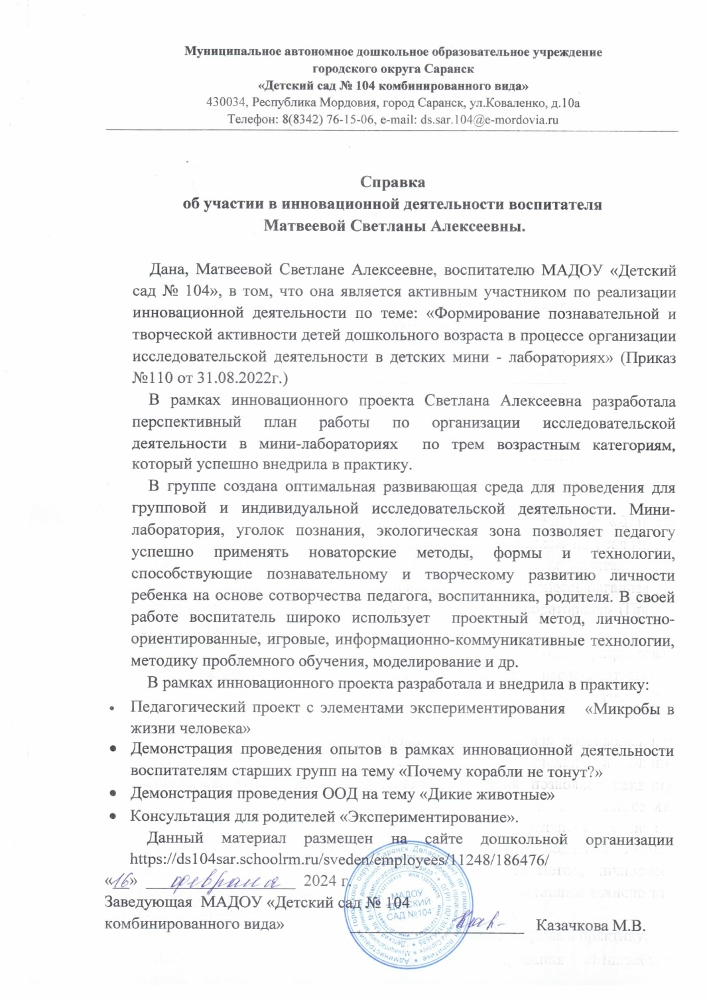 Муниципальное автономное дошкольное образовательное учреждение
городского округа Саранск
«Детский сад № 104 комбинированного вида»
430034, Республика Мордовия, город Саранск, ул.Коваленко, д.10а
Телефон: 8(8342) 76-15-06, e-mail: ds.sar.104@e-mordovia.ru
Справка
об участии в инновационной деятельности воспитателя
Матвеевой Светланы Алексеевны.
Дана, Матвеевой Светлане Алексеевне, воспитателю МАДОУ «Детский
сад № 104», в том, что она является активным участником по реализации
инновационной деятельности по теме: «Формирование познавательной и
творческой активности детей дошкольного возраста в процессе организации
исследовательской деятельности в детских мини - лабораториях» (Приказ
№110 от 31.08.2022г.)
В рамках инновационного проекта Светлана Алексеевна разработала
перспективный план работы по организации исследовательской
деятельности в мини-лабораториях по трем возрастным категориям,
который успешно внедрила в практику.
В группе создана оптимальная развивающая среда для проведения для
групповой и индивидуальной исследовательской деятельности. Мини-
лаборатория, уголок познания, экологическая зона позволяет педагогу
успешно применять новаторские методы, формы и технологии,
способствующие познавательному и творческому развитию личности
ребенка на основе сотворчества педагога, воспитанника, родителя. В своей
работе воспитатель широко использует проектный метод, личностно-
ориентированные, игровые, информационно-коммуникативные технологии,
методику проблемного обучения, моделирование и др.
В рамках инновационного проекта разработала и внедрила в практику:
• Педагогический проект с элементами экспериментирования «Микробы в
жизни человека»
• Демонстрация проведения опытов в рамках инновационной деятельности
воспитателям старших групп на тему «Почему корабли не тонут?»
• Демонстрация проведения ООД на тему «Дикие животные»
• Консультация для родителей «Экспериментирование».
Данный материал размещен на сайте дошкольной организации
https://ds104sar.schoolrm.ru/sveden/employees/11248/186476/
«16» февраля 2024 г.
Заведующая МАДОУ «Детский сад № 104
комбинированного вида» Казачкова М.В.
МАДОУ
"ДЕТСКИЙ
САД №104"